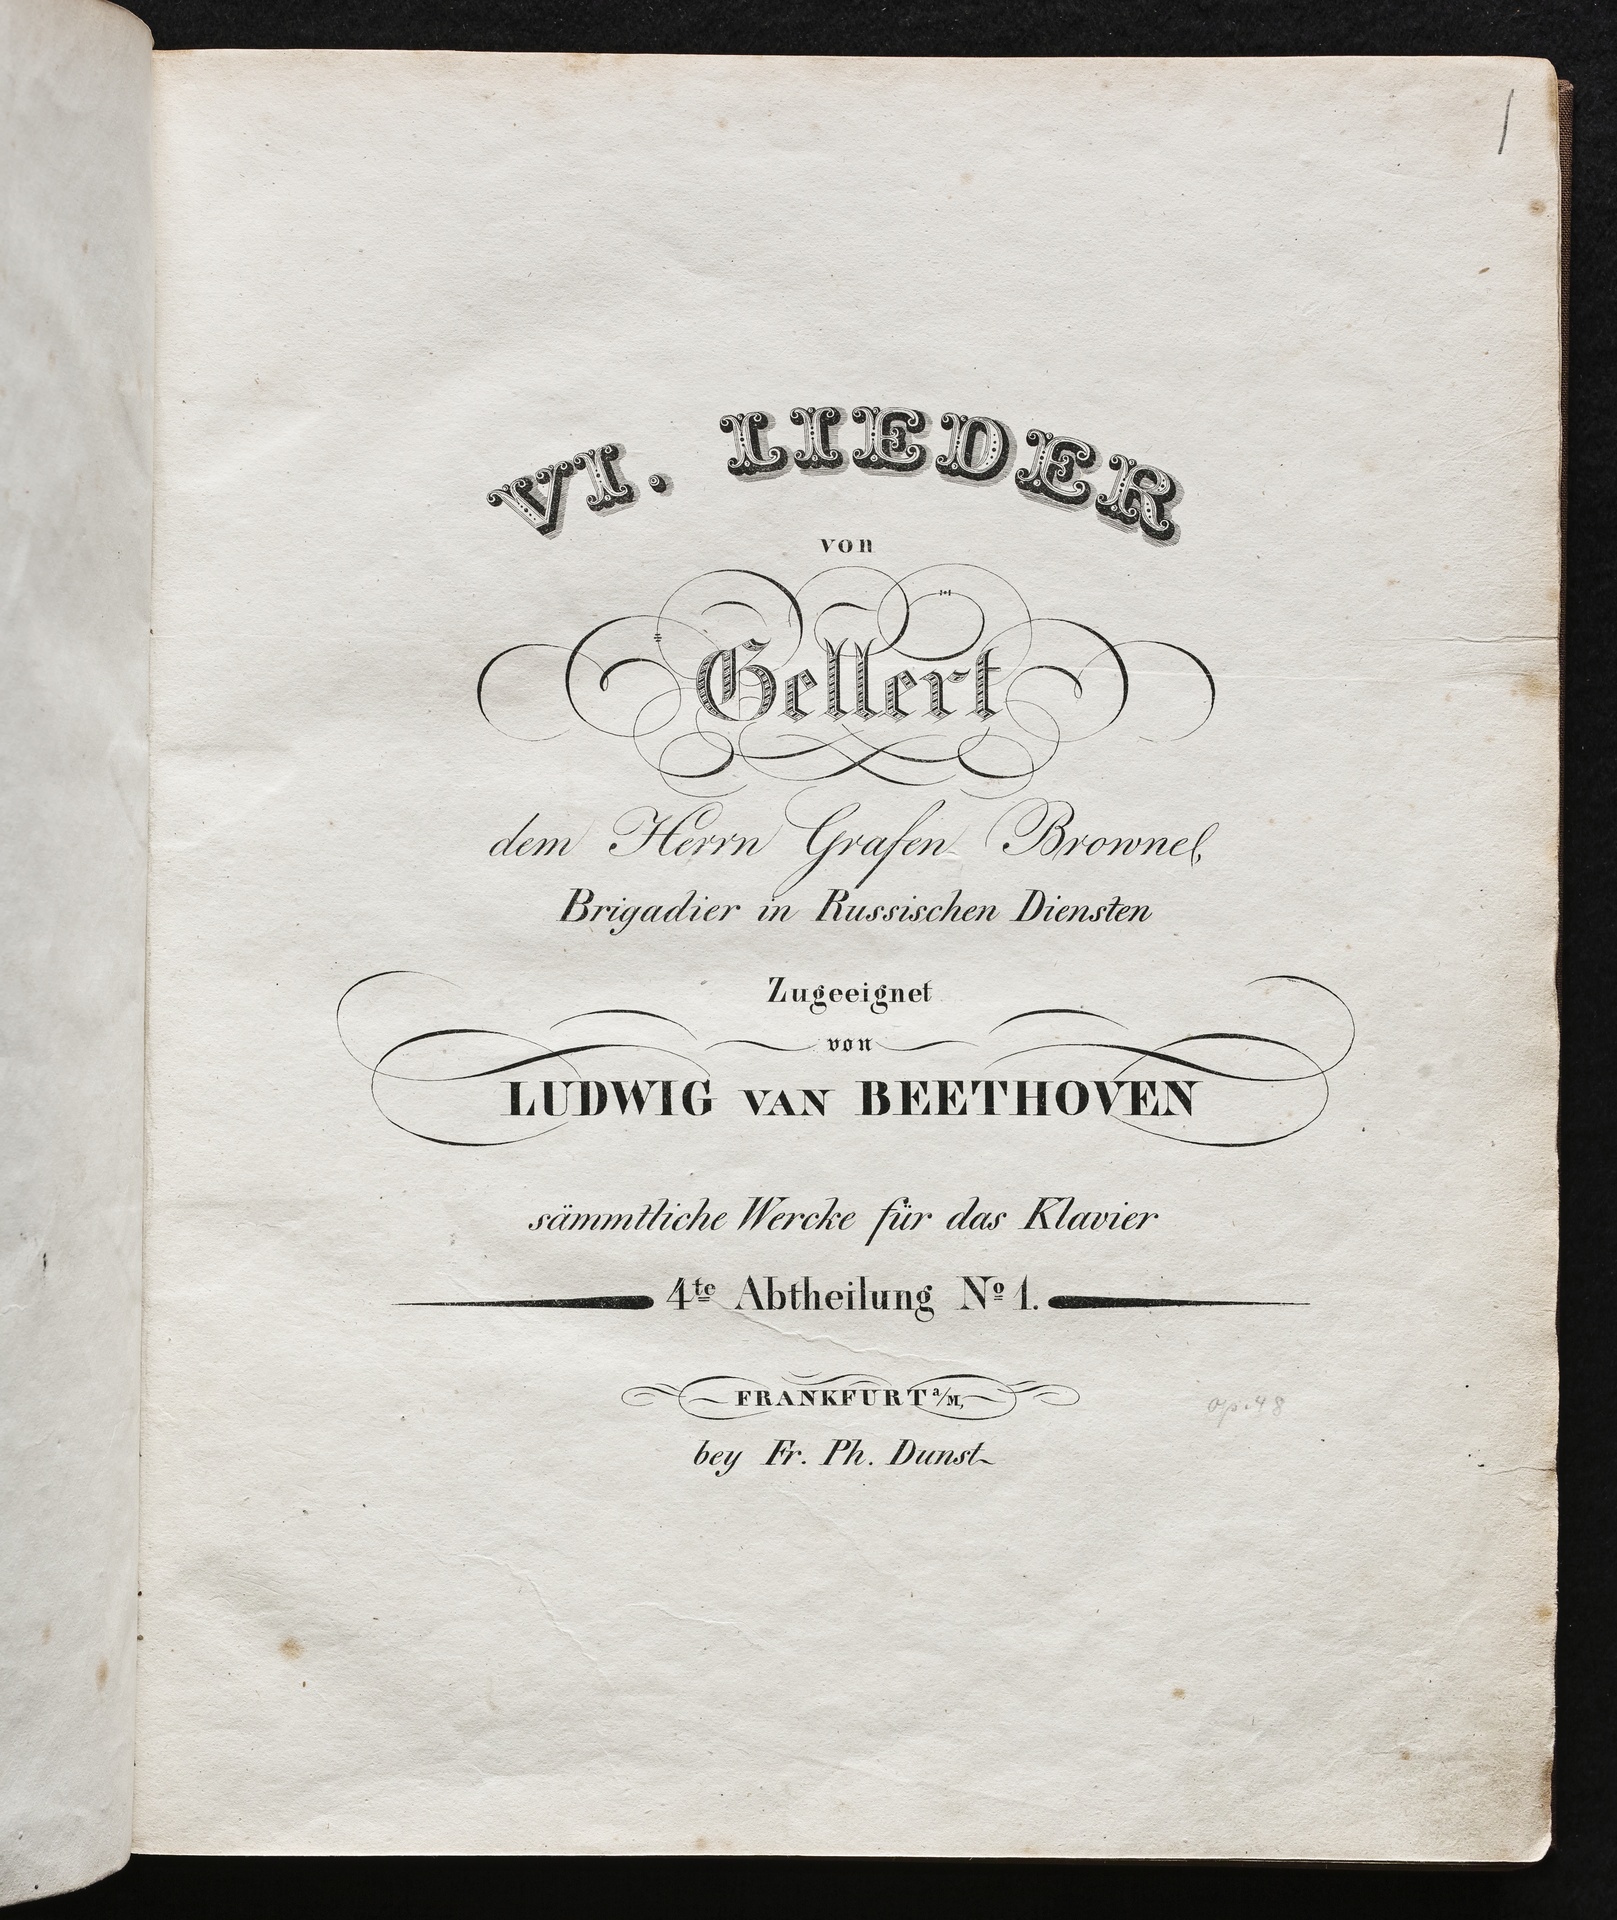 1
VI. LIEDER
von
Gellert
dem Herrn Grafen Browne,
Brigadier in Russischen Diensten
Zugeeignet
von
LUDWIG VAN BEETHOVEN
sämmtliche Wercke für das Klavier
4te Abtheilung No 1.
FRANKFURT a/M,
op. 48
bey Fr. Ph. Dunst